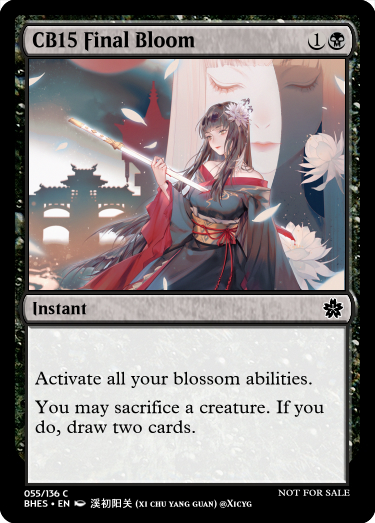 CB15 Final Bloom 1
Instant
Activate all your blossom abilities.
You may sacrifice a creature. If you
do, draw two cards.
055/136 C NOT FOR SALE
BHES • EN 溪初阳关 (XI CHU YANG GUAN) @XICYG